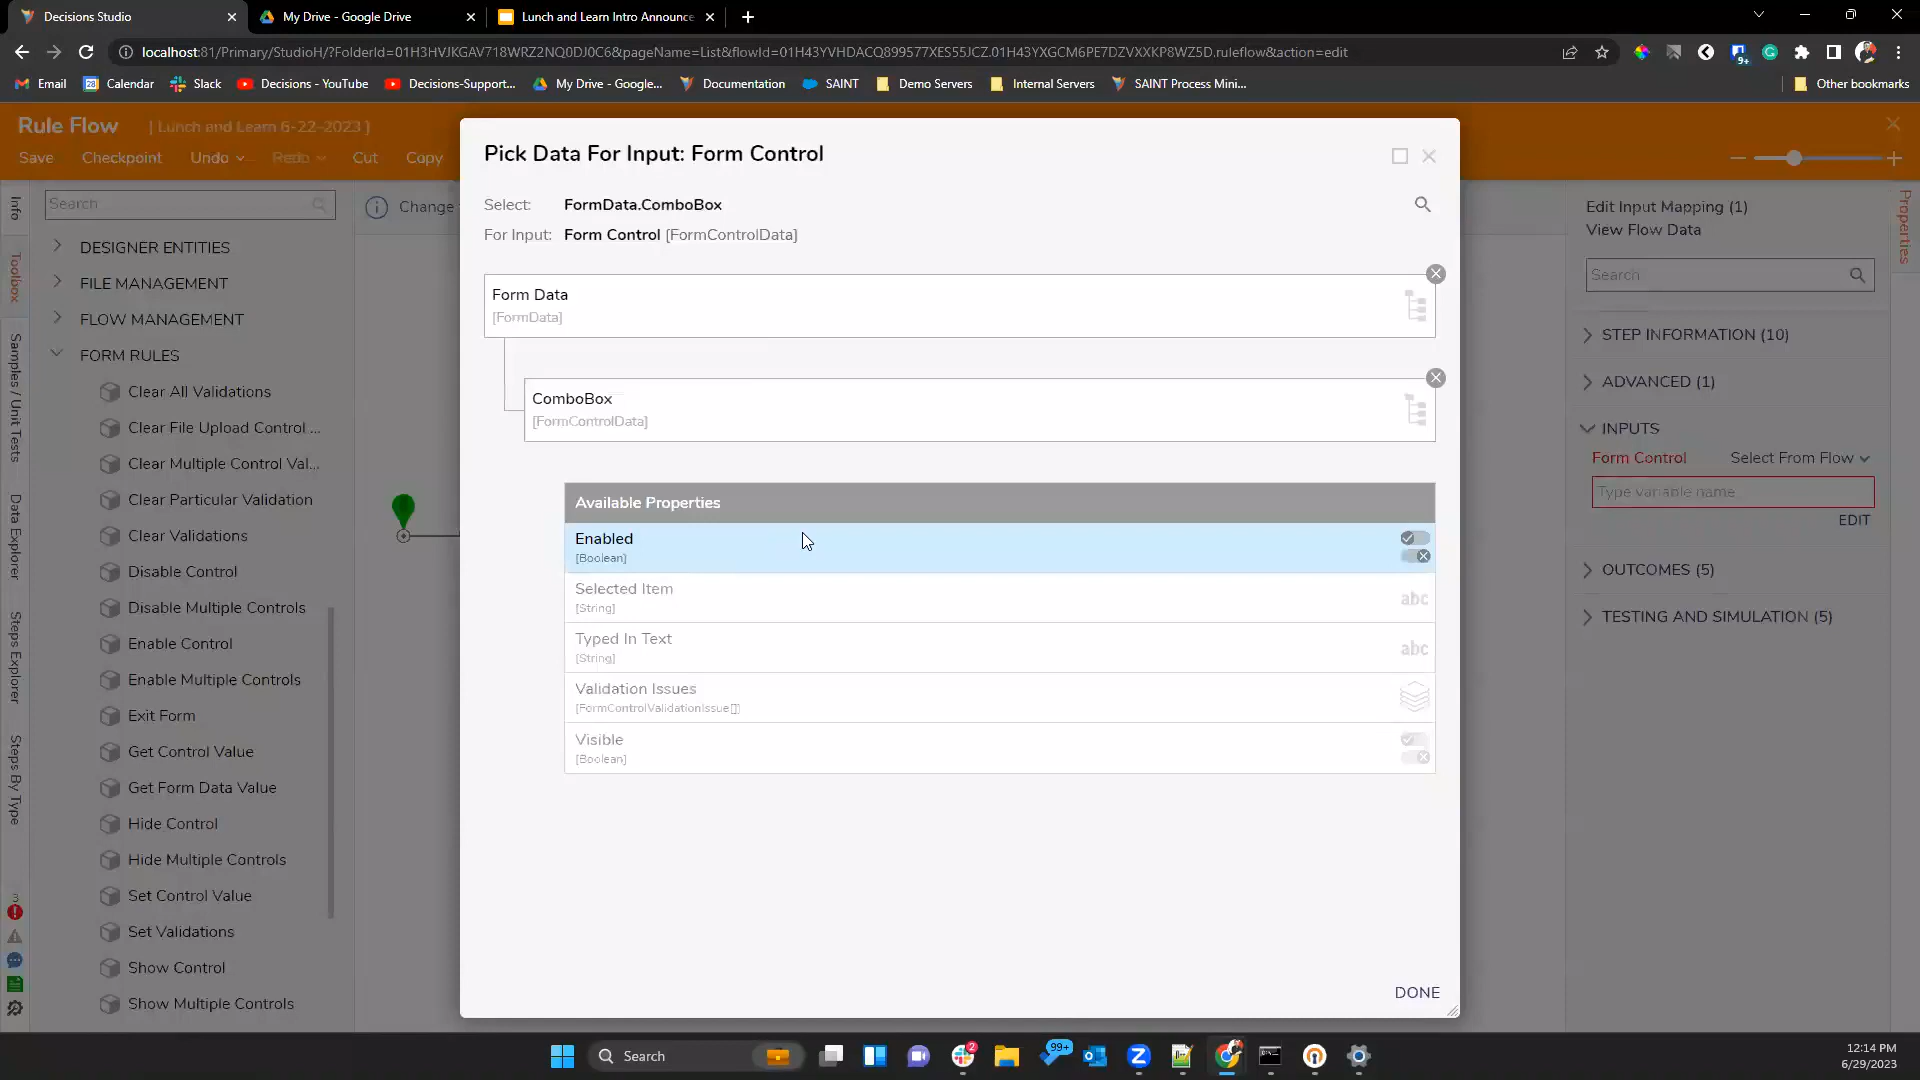 Decisions Studio
My Drive - Google Drive
Lunch and Learn Intro Announce
localhost:81/Primary/StudioH/?FolderId=01H3HVJKGAV718WRZ2NQ0DJ0C6&pageName=List&flowId=01H43YVHDACQ899577XES55JCZ.01H43YXGCM6PE7DZVXXKP8WZ5D.ruleflow&action=edit
9+
Email
Calendar
Slack
Decisions - YouTube
Decisions-Support...
My Drive - Google...
Documentation
SAINT
Demo Servers
Internal Servers
SAINT Process Mini...
Other bookmarks
Rule Flow
[ Lunch and Learn 6-22-2023 ]
Save
Checkpoint
Undo
Redo
Cut
Copy
Info
Toolbox
Samples / Unit Tests
Data Explorer
Steps Explorer
Steps By Type
3
Search
DESIGNER ENTITIES
FILE MANAGEMENT
FLOW MANAGEMENT
FORM RULES
Clear All Validations
Clear File Upload Control ...
Clear Multiple Control Val...
Clear Particular Validation
Clear Validations
Disable Control
Disable Multiple Controls
Enable Control
Enable Multiple Controls
Exit Form
Get Control Value
Get Form Data Value
Hide Control
Hide Multiple Controls
Set Control Value
Set Validations
Show Control
Show Multiple Controls
Change
Pick Data For Input: Form Control
Select: FormData.ComboBox
For Input: Form Control [FormControlData]
Form Data
[FormData]
ComboBox
[FormControlData]
Available Properties
Enabled
[Boolean]
Selected Item
[String]
abc
Typed In Text
[String]
abc
Validation Issues
[FormControlValidationIssue[]]
Visible
[Boolean]
DONE
Edit Input Mapping (1)
View Flow Data
Properties
Search
STEP INFORMATION (10)
ADVANCED (1)
INPUTS
Form Control
Select From Flow
Type variable name
EDIT
OUTCOMES (5)
TESTING AND SIMULATION (5)
Search
2
99+
12:14 PM
6/29/2023